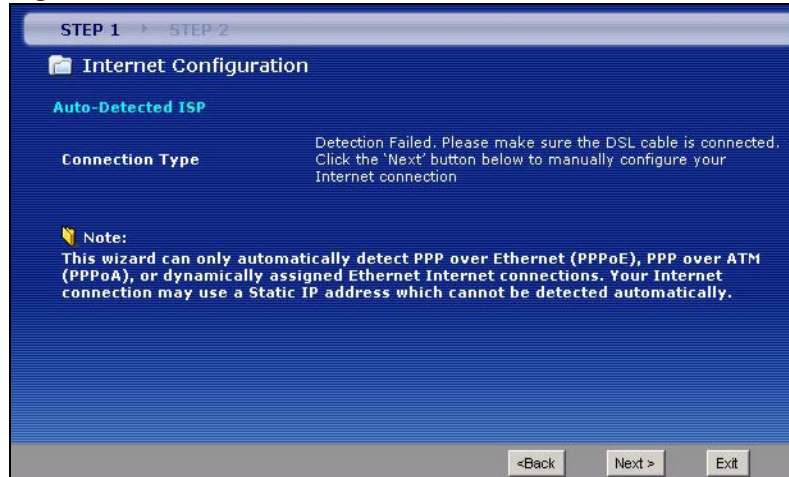 STEP 1 STEP 2
Internet Configuration
Auto-Detected ISP
Connection Type
Detection Failed. Please make sure the DSL cable is connected.
Click the 'Next' button below to manually configure your
Internet connection
Note:
This wizard can only automatically detect PPP over Ethernet (PPPoE), PPP over ATM
(PPPoA), or dynamically assigned Ethernet Internet connections. Your Internet
connection may use a Static IP address which cannot be detected automatically.
<Back Next > Exit